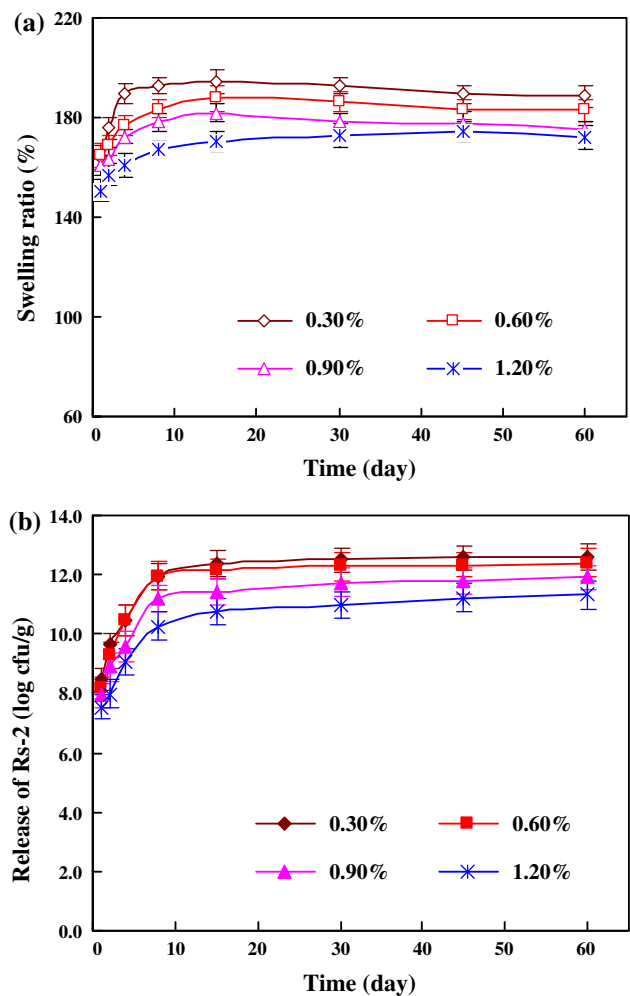 (a)
220
180
140
100
60
Swelling ratio (%)
0.30%
0.60%
0.90%
1.20%
0 10 20 30 40 50 60
Time (day)
(b)
14.0
12.0
10.0
8.0
6.0
4.0
2.0
0.0
Release of Rs-2 (log cfu/g)
0.30%
0.60%
0.90%
1.20%
0 10 20 30 40 50 60
Time (day)